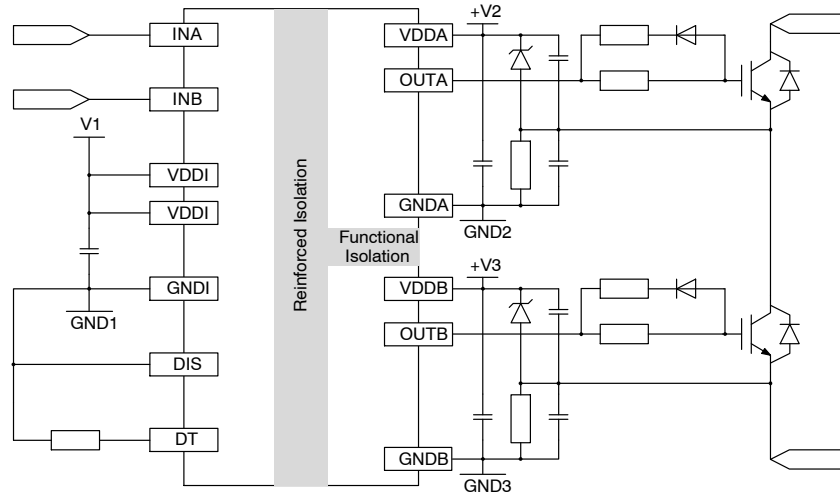 +V2
INA
VDDA
OUTA
INB
V1
VDDI
VDDI
GNDA
GND2
Reinforced Isolation
Functional
Isolation
+V3
GNDI
VDDB
GND1
OUTB
DIS
DT
GNDB
GND3